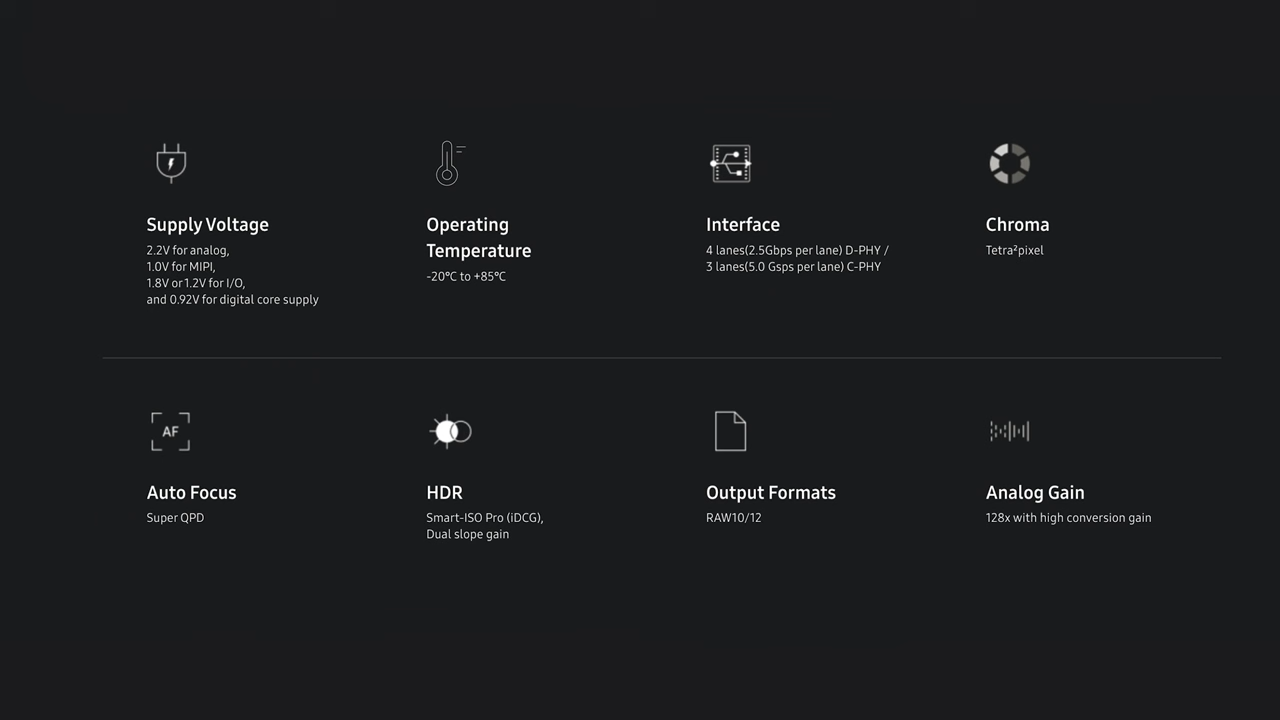 Supply Voltage
2.2V for analog,
1.0V for MIPI,
1.8V or 1.2V for I/O,
and 0.92V for digital core supply
Operating
Temperature
-20℃ to +85℃
Interface
4 lanes(2.5Gbps per lane) D-PHY /
3 lanes(5.0 Gsps per lane) C-PHY
Chroma
Tetra²pixel
AF
Auto Focus
Super QPD
HDR
Smart-ISO Pro (iDCG),
Dual slope gain
Output Formats
RAW10/12
Analog Gain
128x with high conversion gain